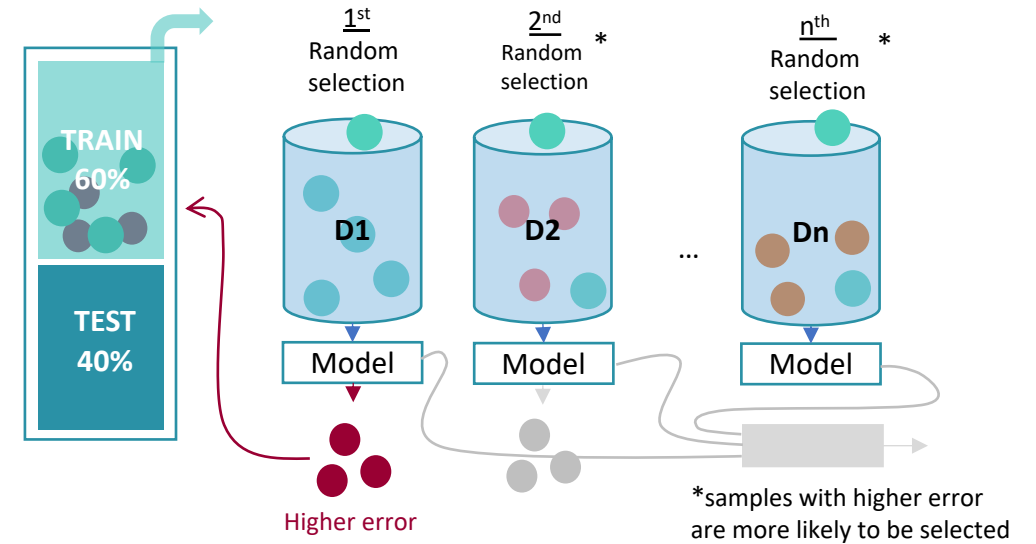 1st
Random
selection
2nd
Random
selection
*
nth
Random
selection
*
TRAIN
60%
TEST
40%
D1
D2
...
Dn
Model
Model
Model
Higher error
*samples with higher error
are more likely to be selected